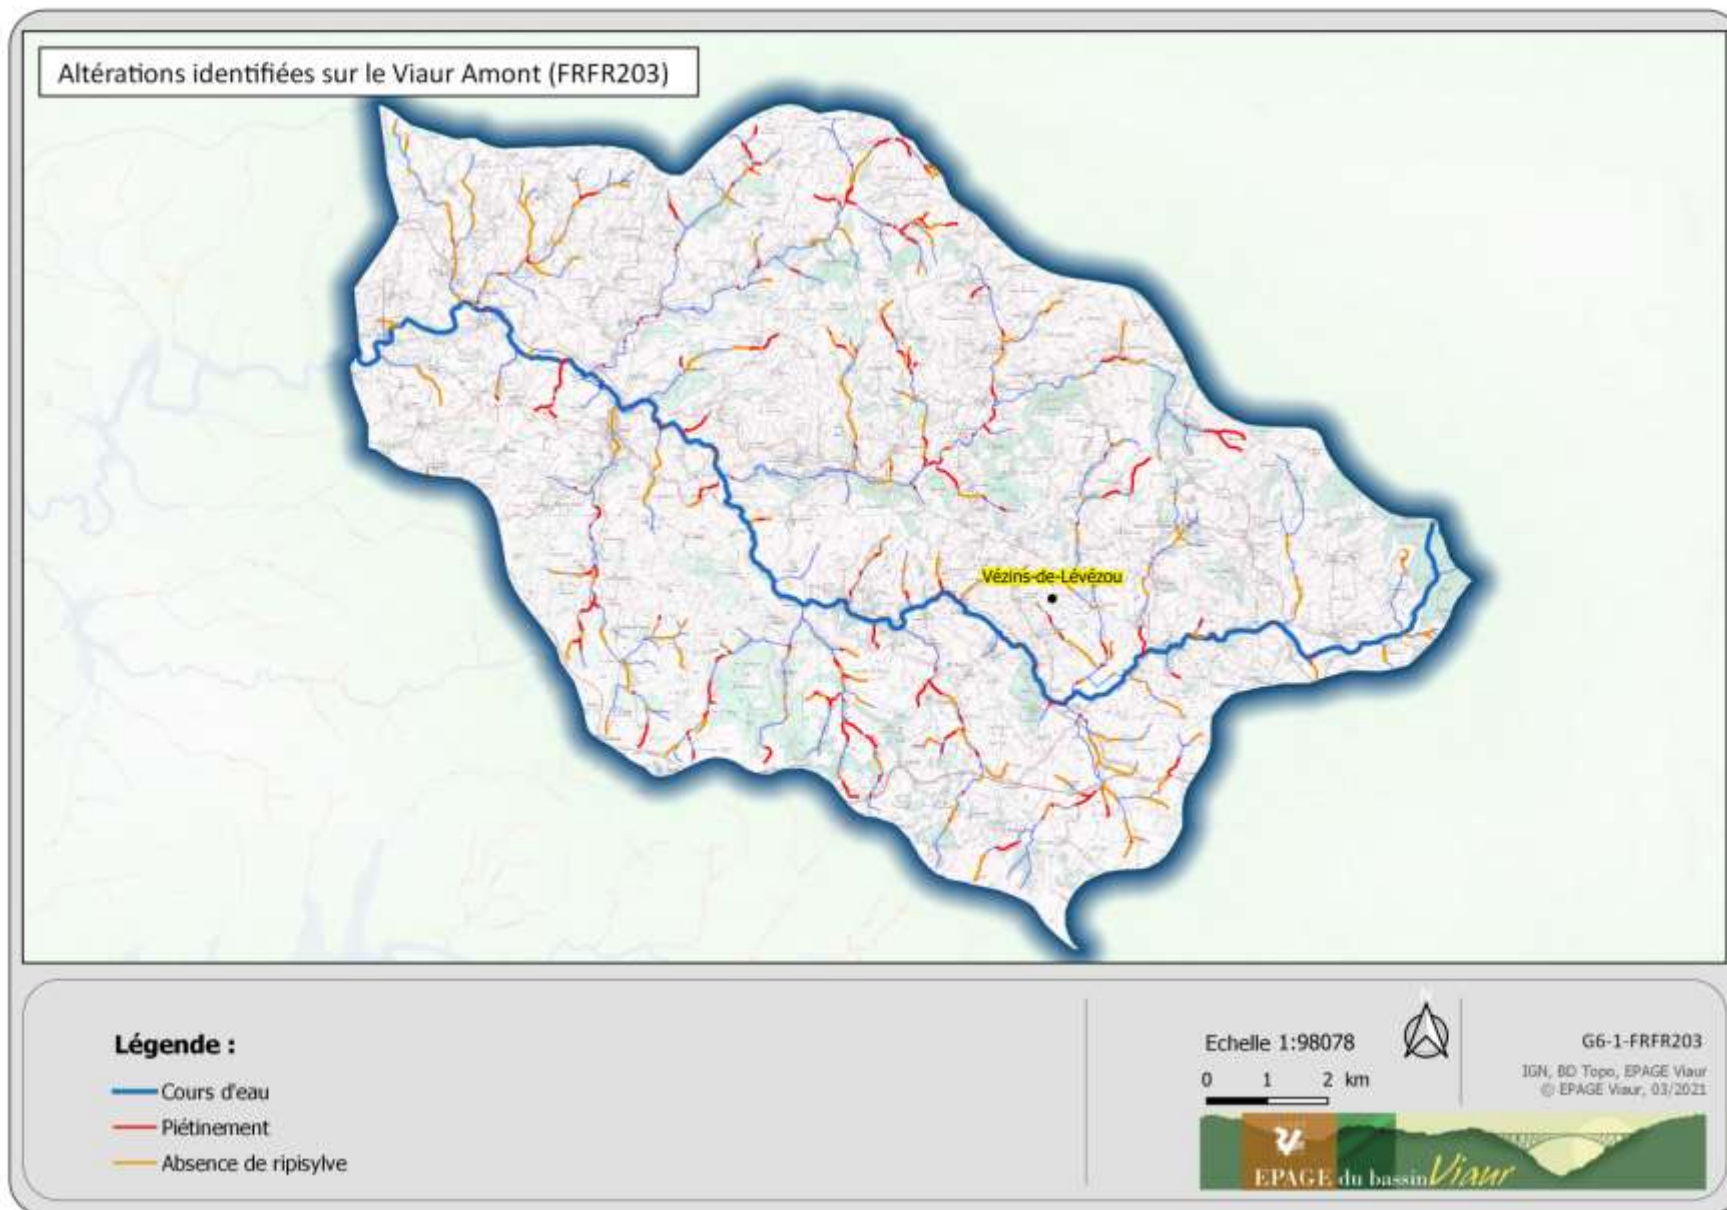 Altérations identifiées sur le Viaur Amont (FRFR203)
Vézins-de-Lévézou
Légende :
Cours d'eau
Piétinement
Absence de ripisylve
Echelle 1:98078
0 1 2 km
G6-1-FRFR203
IGN, BD Topo, EPAGE Viaur
© EPAGE Viaur, 03/2021
EPAGE du bassin Viaur